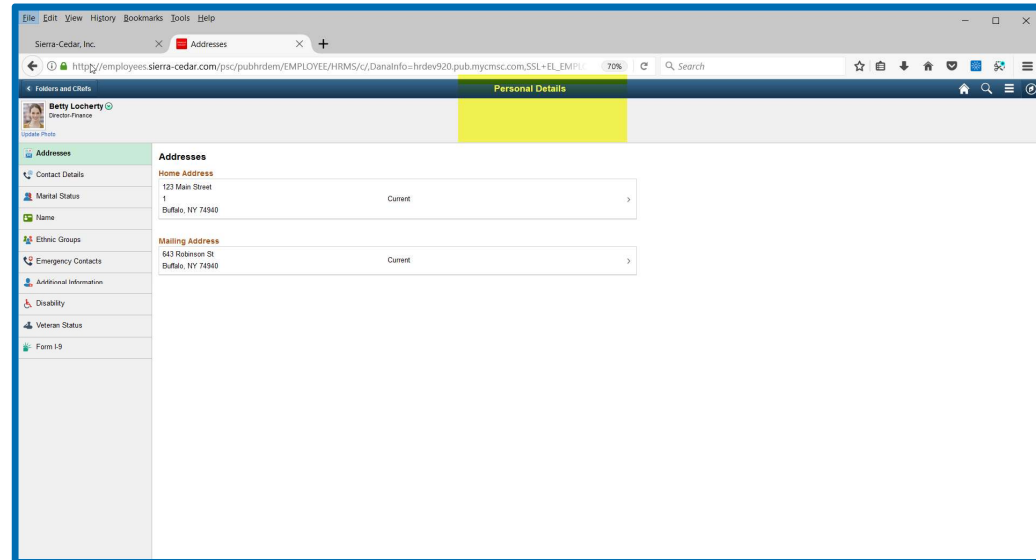 File Edit View History Bookmarks Tools Help
Sierra-Cedar, Inc.
Addresses
https://employees.sierra-cedar.com/psc/pubhrdem/EMPLOYEE/HRMS/c/,DanaInfo=hrdev920.pub.mycmsc.com,SSL+EL_EMPL
70%
Search
Folders and CRefs
Personal Details
Betty Locherty
Director-Finance
Update Photo
Addresses
Contact Details
Marital Status
Name
Ethnic Groups
Emergency Contacts
Additional Information
Disability
Veteran Status
Form I-9
Addresses
Home Address
123 Main Street
1
Buffalo, NY 74940
Current
Mailing Address
643 Robinson St
Buffalo, NY 74940
Current